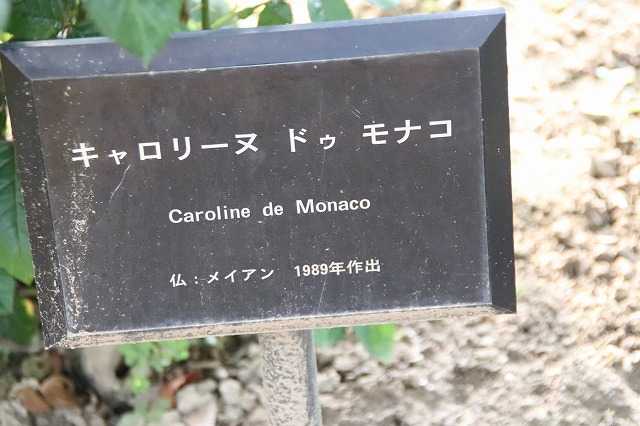 キャロリーヌ ドゥ モナコ
Caroline de Monaco
仏：メイアン 1989年作出